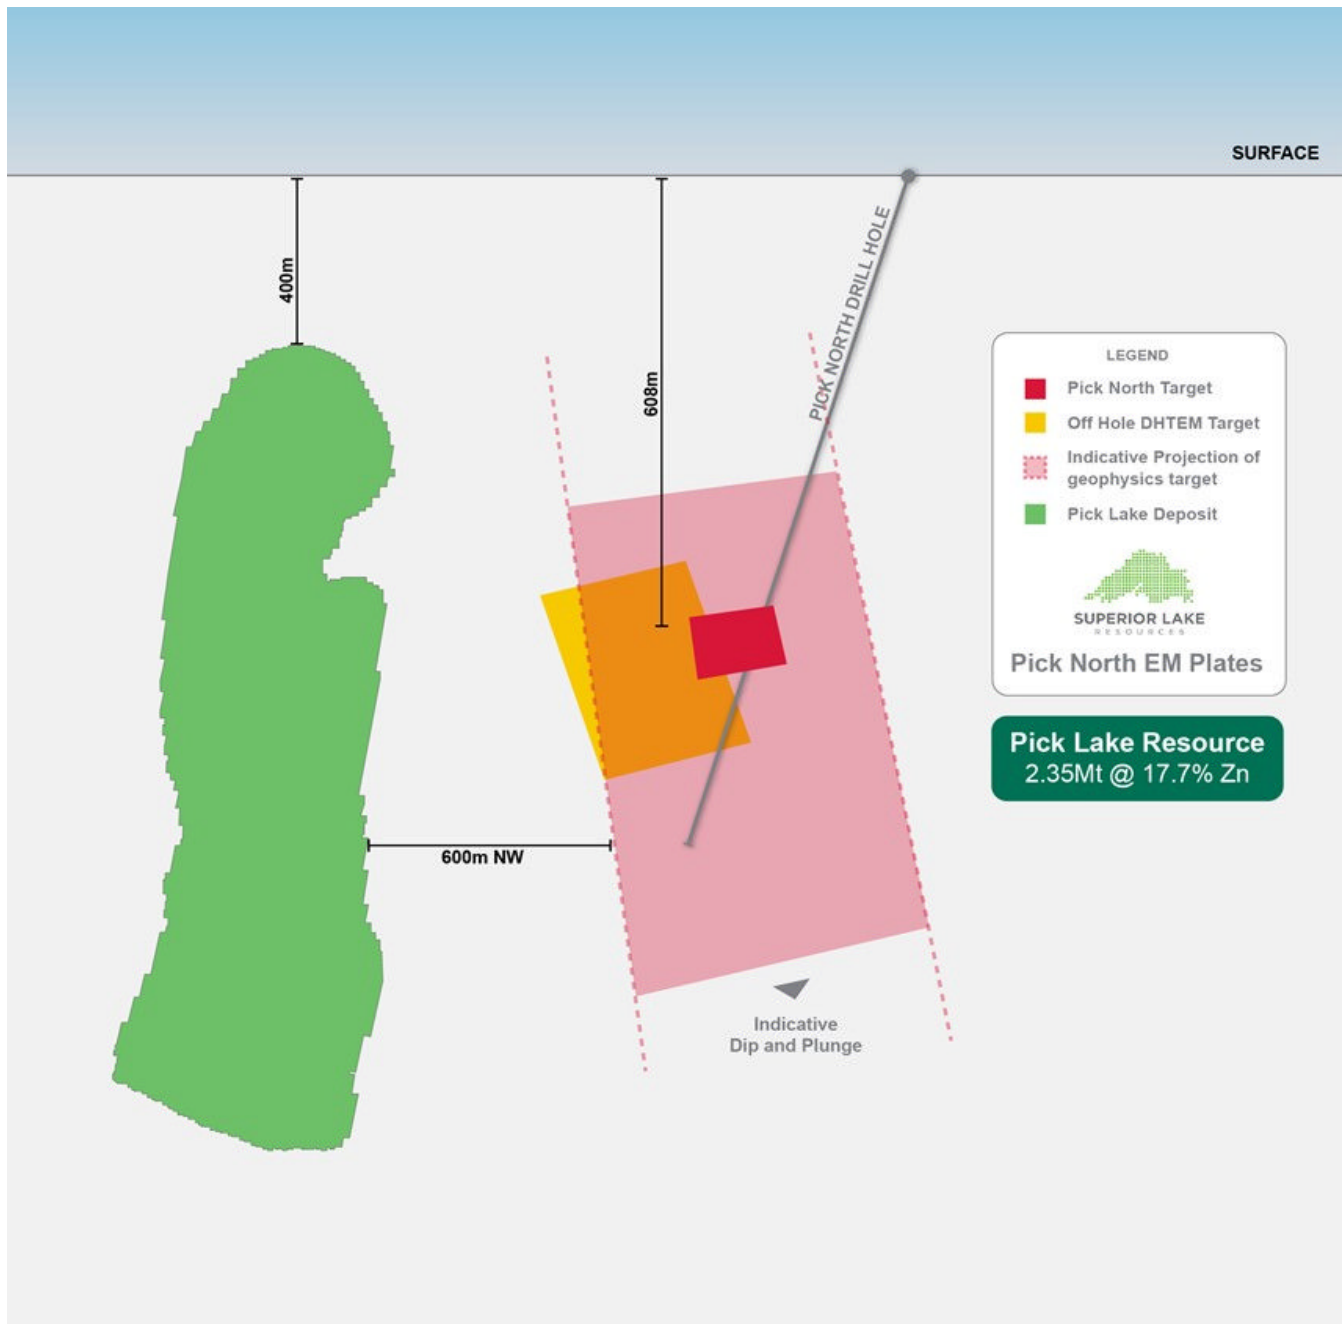 SURFACE
400m
608m
PICK NORTH DRILL HOLE
600m NW
Indicative
Dip and Plunge
LEGEND
Pick North Target
Off Hole DHTEM Target
Indicative Projection of
geophysics target
Pick Lake Deposit
SUPERIOR LAKE
RESOURCES
Pick North EM Plates
Pick Lake Resource
2.35Mt @ 17.7% Zn